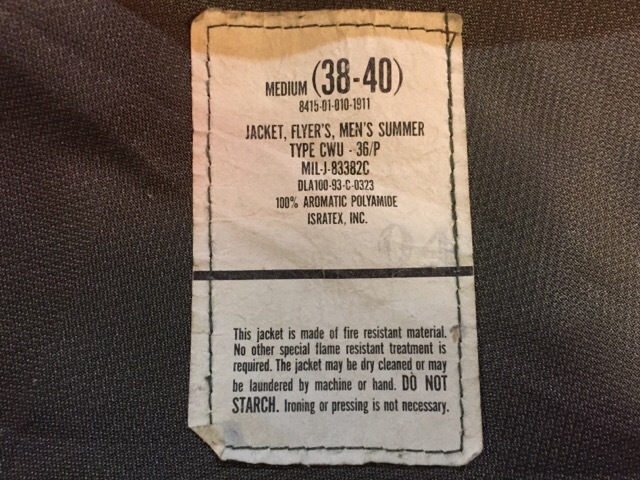 MEDIUM (38-40)
8415-01-010-1911
JACKET, FLYER'S, MEN'S SUMMER
TYPE CWU - 36/P
MIL-J-83382C
DLA100-93-C-0323
100% AROMATIC POLYAMIDE
ISRATEX, INC.
04
This jacket is made of fire resistant material.
No other special flame resistant treatment is
required. The jacket may be dry cleaned or may
be laundered by machine or hand. DO NOT
STARCH. Ironing or pressing is not necessary.